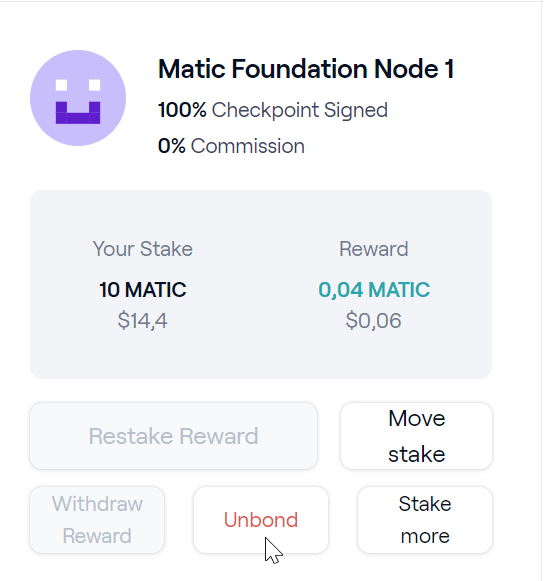 Matic Foundation Node 1
100% Checkpoint Signed
0% Commission
Your Stake
Reward
10 MATIC
0,04 MATIC
$14,4
$0,06
Restake Reward
Move
stake
Withdraw
Reward
Unbond
Stake
more